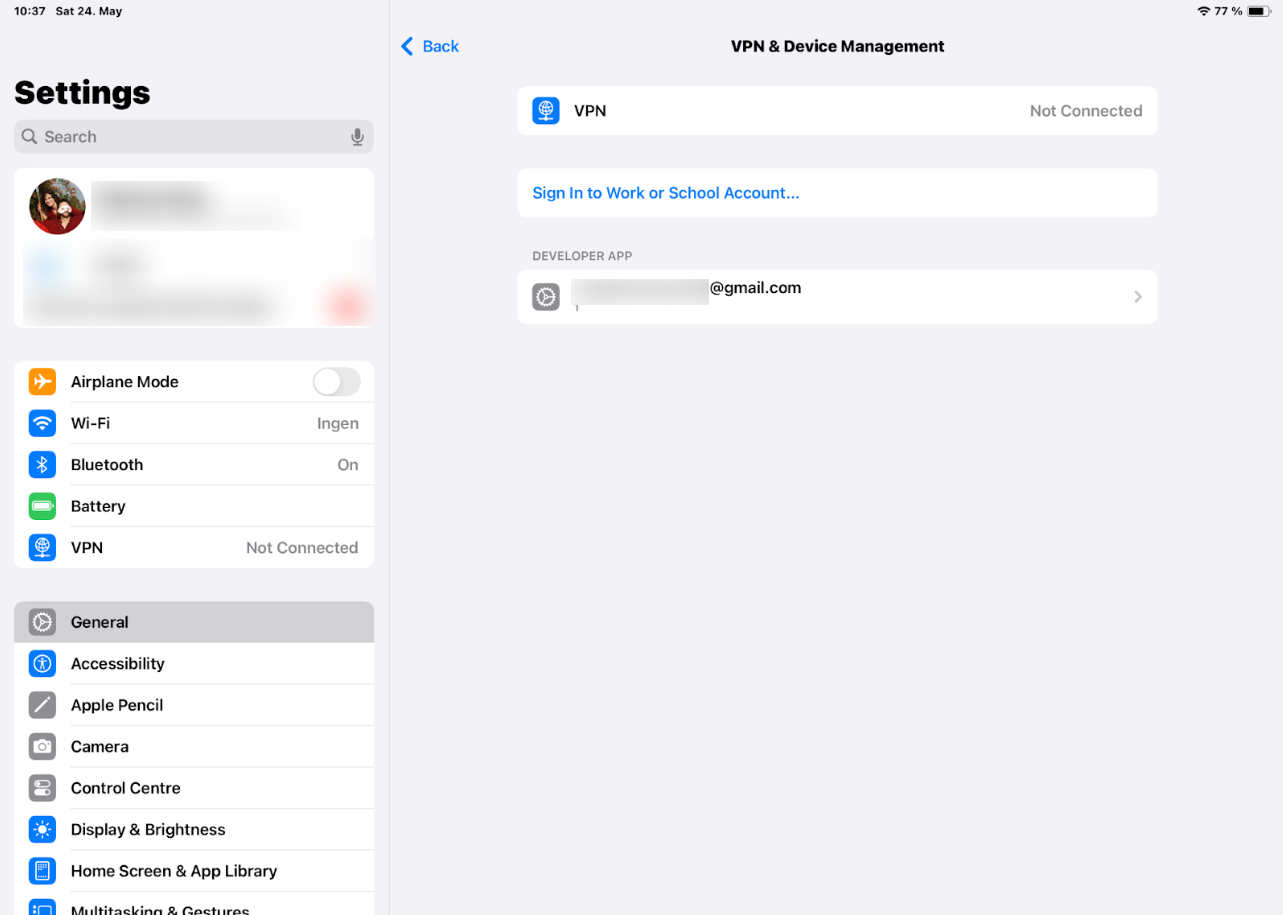 10:37 Sat 24. May
77 %
Settings
Search
Airplane Mode
Wi-Fi Ingen
Bluetooth On
Battery
VPN Not Connected
General
Accessibility
Apple Pencil
Camera
Control Centre
Display & Brightness
Home Screen & App Library
Multitasking & Gestures
Back
VPN & Device Management
VPN Not Connected
Sign In to Work or School Account...
DEVELOPER APP
@gmail.com